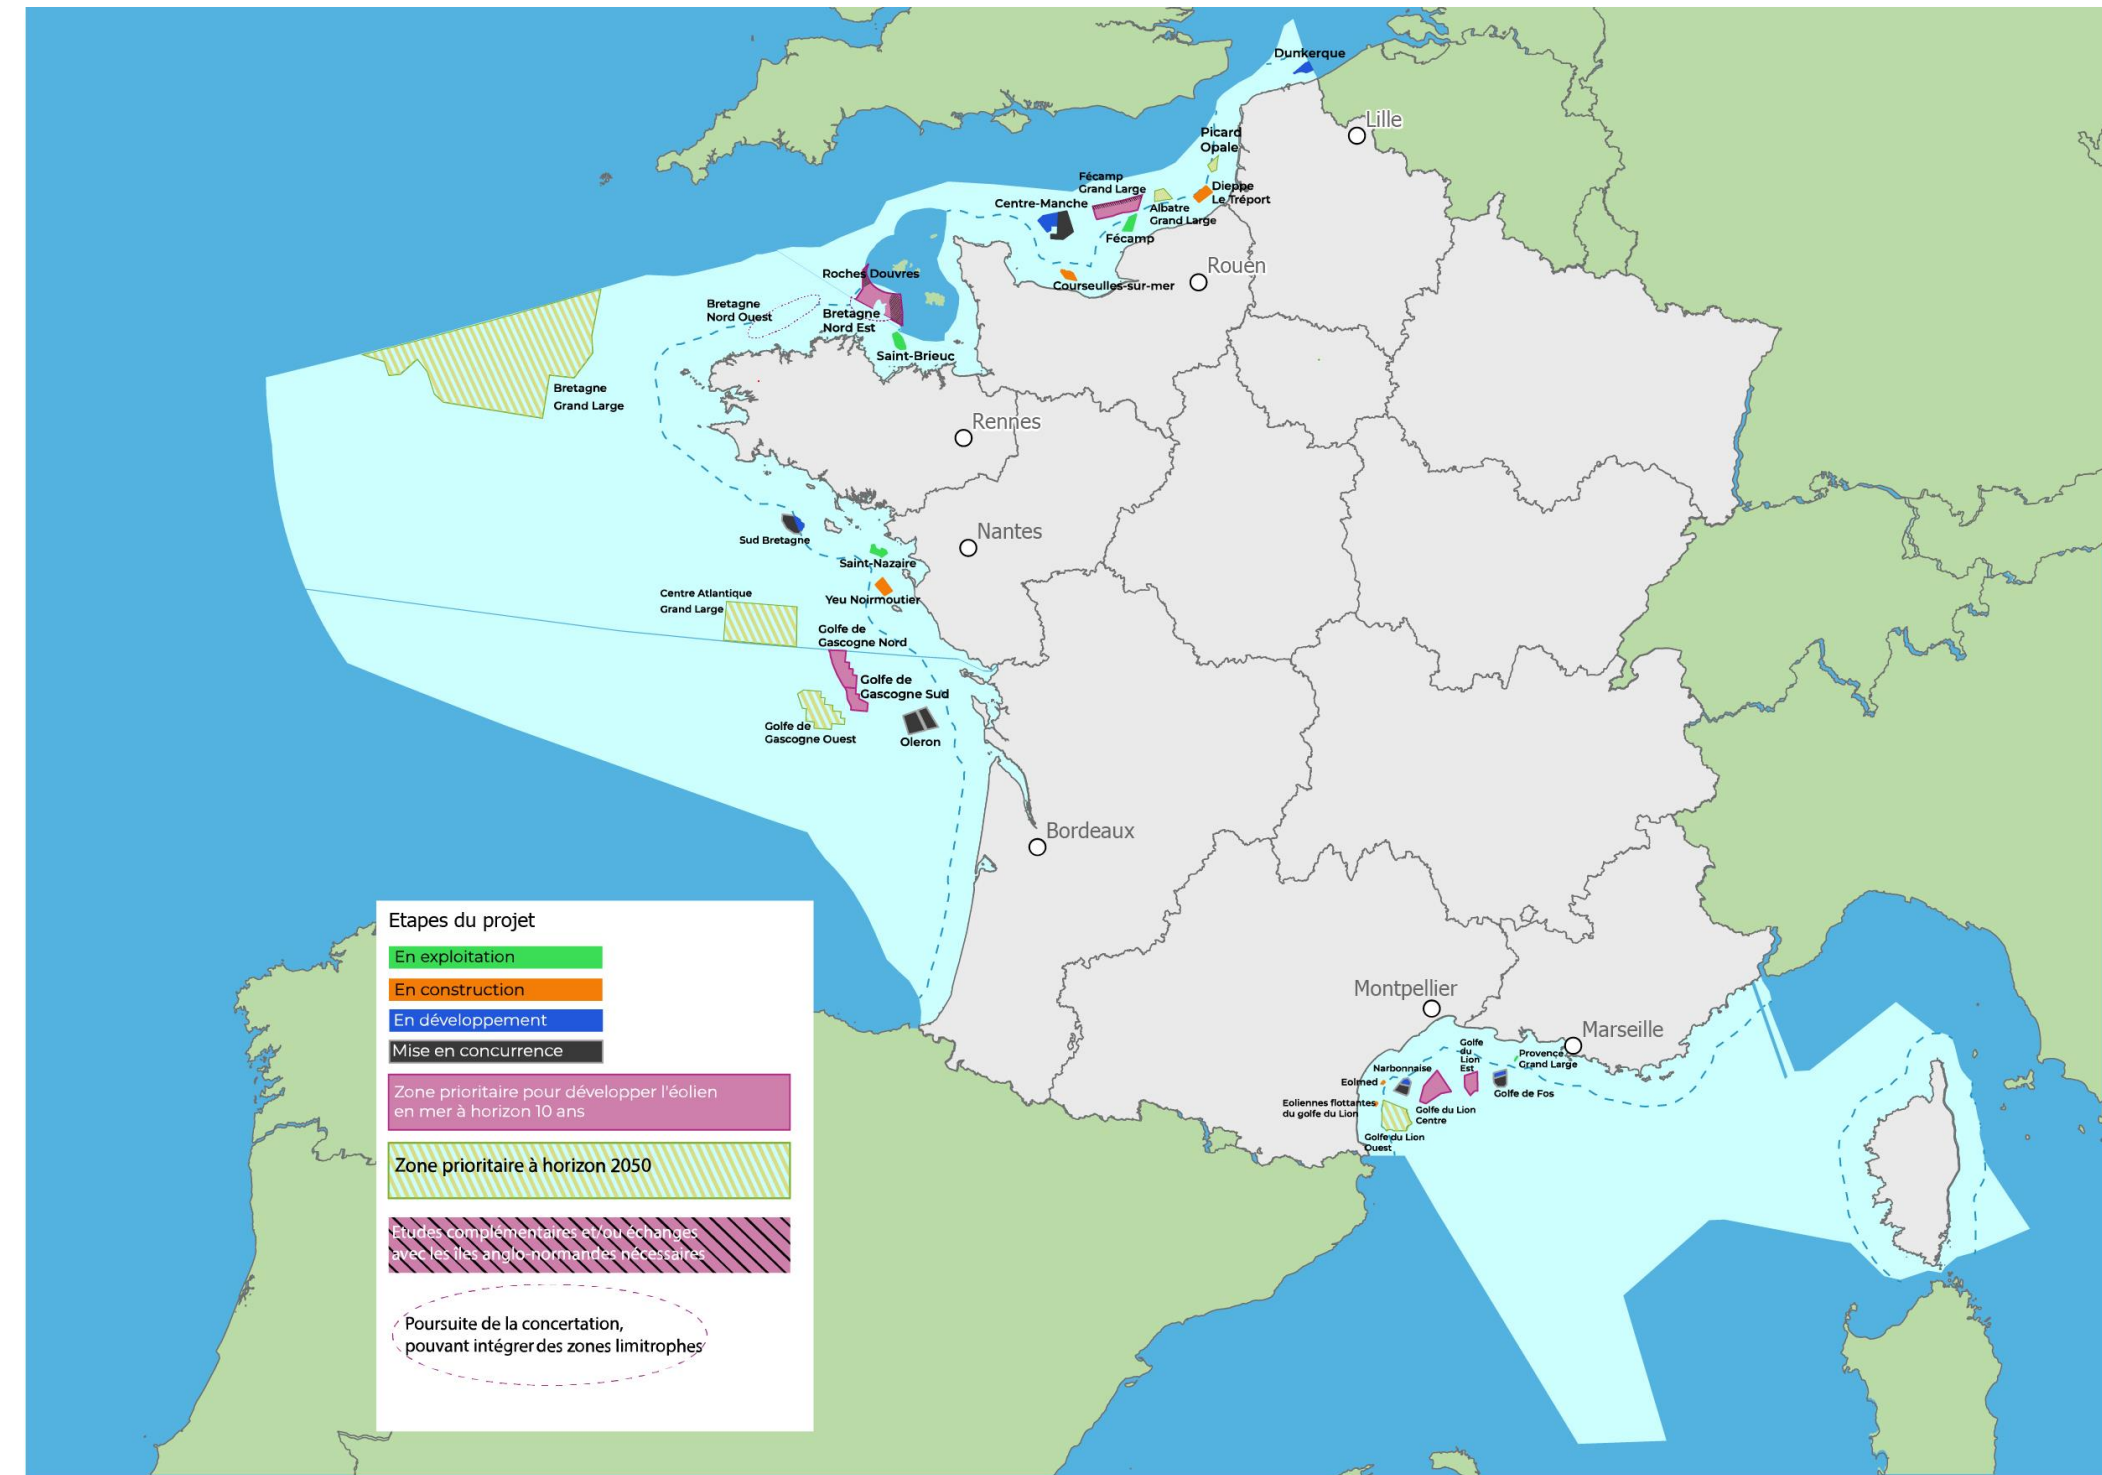 Dunkerque
Lille
Picard
Opale
Fécamp
Grand Large
Dieppe
Le Tréport
Centre-Manche
Albatre
Grand Large
Fécamp
Rouen
Roches Douvres
Courseulles-sur-mer
Bretagne
Nord Ouest
Bretagne
Nord Est
Saint-Brieuc
Bretagne
Grand Large
Rennes
Nantes
Sud Bretagne
Saint-Nazaire
Centre Atlantique
Grand Large
Yeu Noirmoutier
Golfe de
Gascogne Nord
Golfe de
Gascogne Sud
Golfe de
Gascogne Ouest
Oleron
Bordeaux
Montpellier
Marseille
Golfe
du
Lion
Est
Provence
Grand Large
Narbonnaise
Eolmed
Golfe de Fos
Eoliennes flottantes
du golfe du Lion
Golfe du Lion
Centre
Golfe du Lion
Ouest
Etapes du projet
En exploitation
En construction
En développement
Mise en concurrence
Zone prioritaire pour développer l'éolien
en mer à horizon 10 ans
Zone prioritaire à horizon 2050
Etudes complémentaires et/ou échanges
avec les îles anglo-normandes nécessaires
Poursuite de la concertation,
pouvant intégrer des zones limitrophes